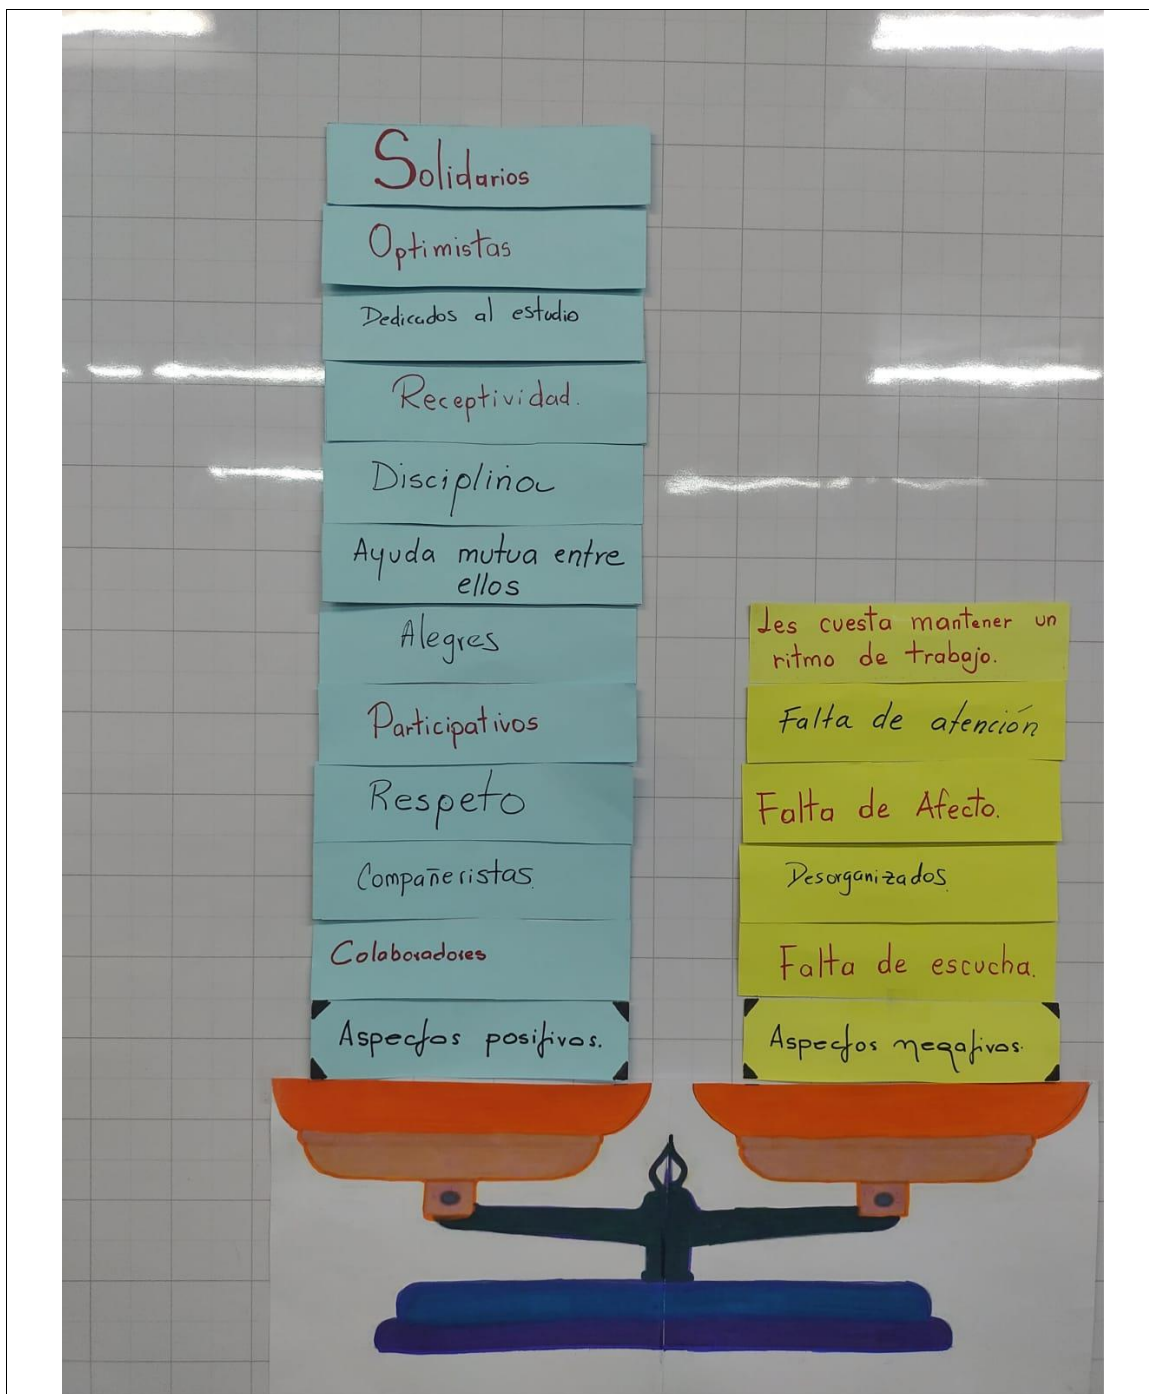 Solidarios
Optimistas
Dedicados al estudio
Receptividad.
Disciplina
Ayuda mutua entre
ellos
Alegres
Participativos
Respeto
Compañeristas.
Colaboradores
Aspectos positivos.
Les cuesta mantener un
ritmo de trabajo.
Falta de atención
Falta de Afecto.
Desorganizados.
Falta de escucha.
Aspectos negativos.